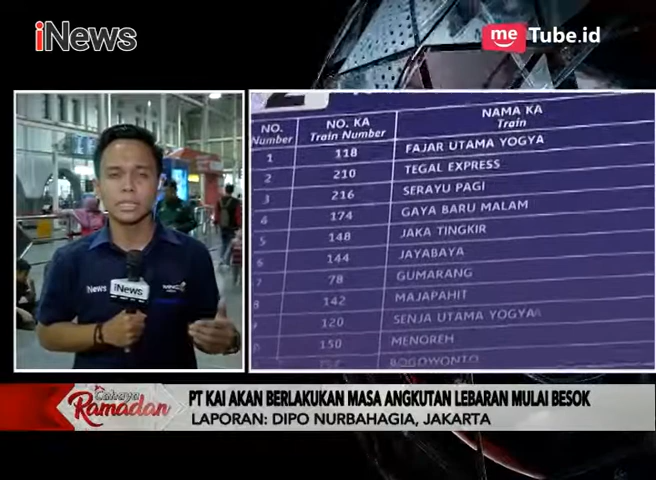 iNews
me Tube.id
NO.
Number
NO. KA
Train Number
NAMA KA
Train
1 118 FAJAR UTAMA YOGYA
2 210 TEGAL EXPRESS
3 216 SERAYU PAGI
4 174 GAYA BARU MALAM
5 148 JAKA TINGKIR
6 144 JAYABAYA
7 78 GUMARANG
8 142 MAJAPAHIT
9 120 SENJA UTAMA YOGYA
150 MENOREH
BOGOWONTO
iNews
iNews
Cahaya
Ramadan
PT KAI AKAN BERLAKUKAN MASA ANGKUTAN LEBARAN MULAI BESOK
LAPORAN: DIPO NURBAHAGIA, JAKARTA